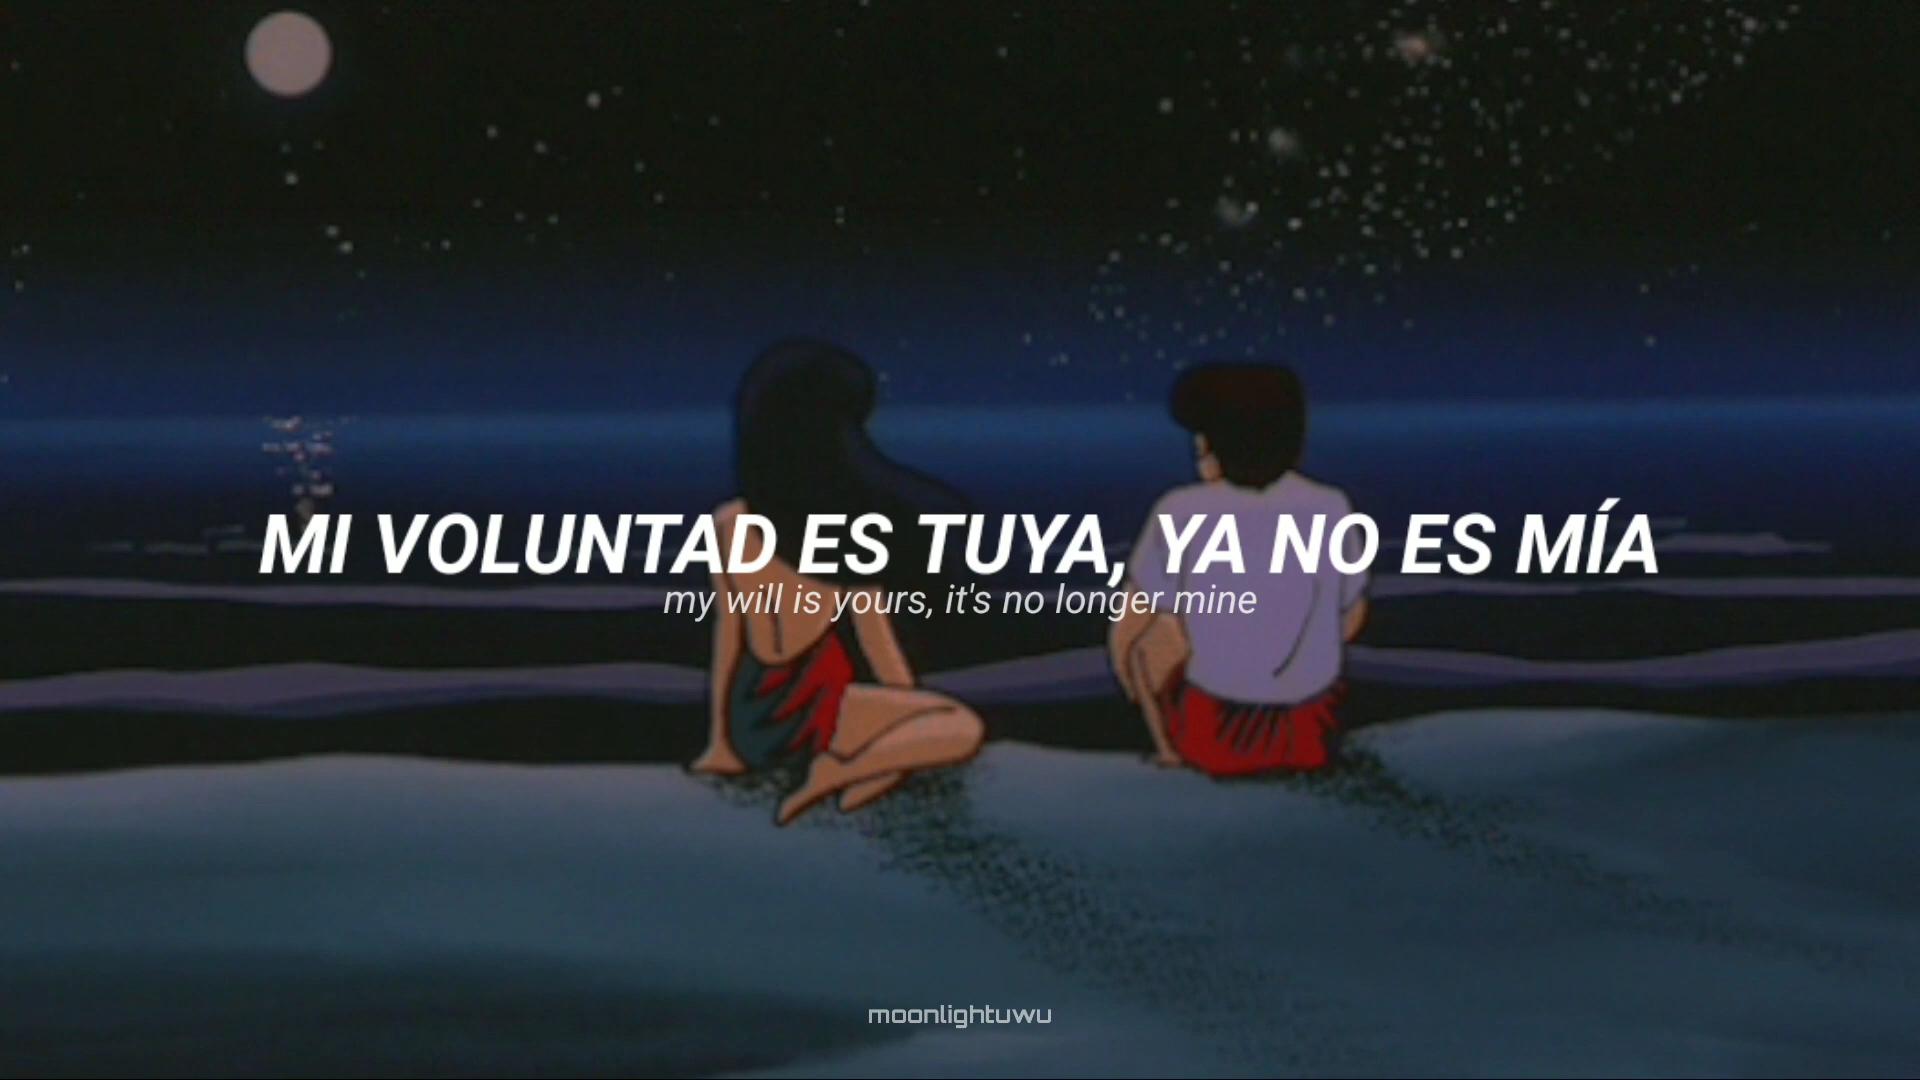 MI VOLUNTAD ES TUYA, YA NO ES MÍA
my will is yours, it's no longer mine
moonlightuwu